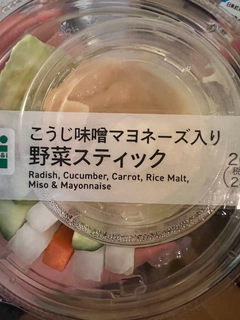 こうじ味噌マヨネーズ入り
野菜スティック
Radish, Cucumber, Carrot, Rice Malt,
Miso & Mayonnaise